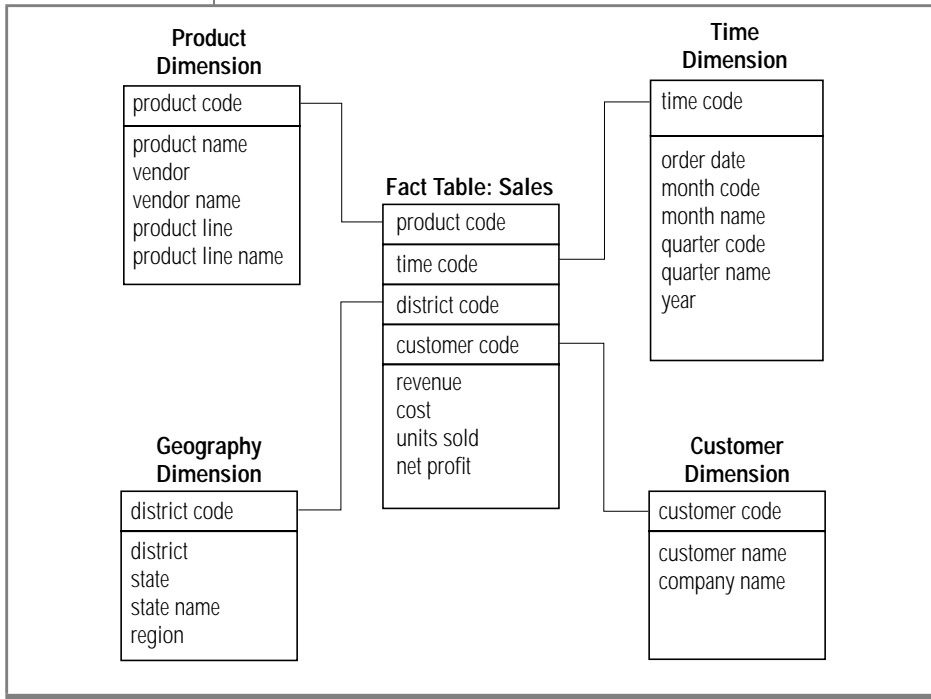 Product
Dimension
product code
product name
vendor
vendor name
product line
product line name
Time
Dimension
time code
order date
month code
month name
quarter code
quarter name
year
Fact Table: Sales
product code
time code
district code
customer code
revenue
cost
units sold
net profit
Geography
Dimension
district code
district
state
state name
region
Customer
Dimension
customer code
customer name
company name